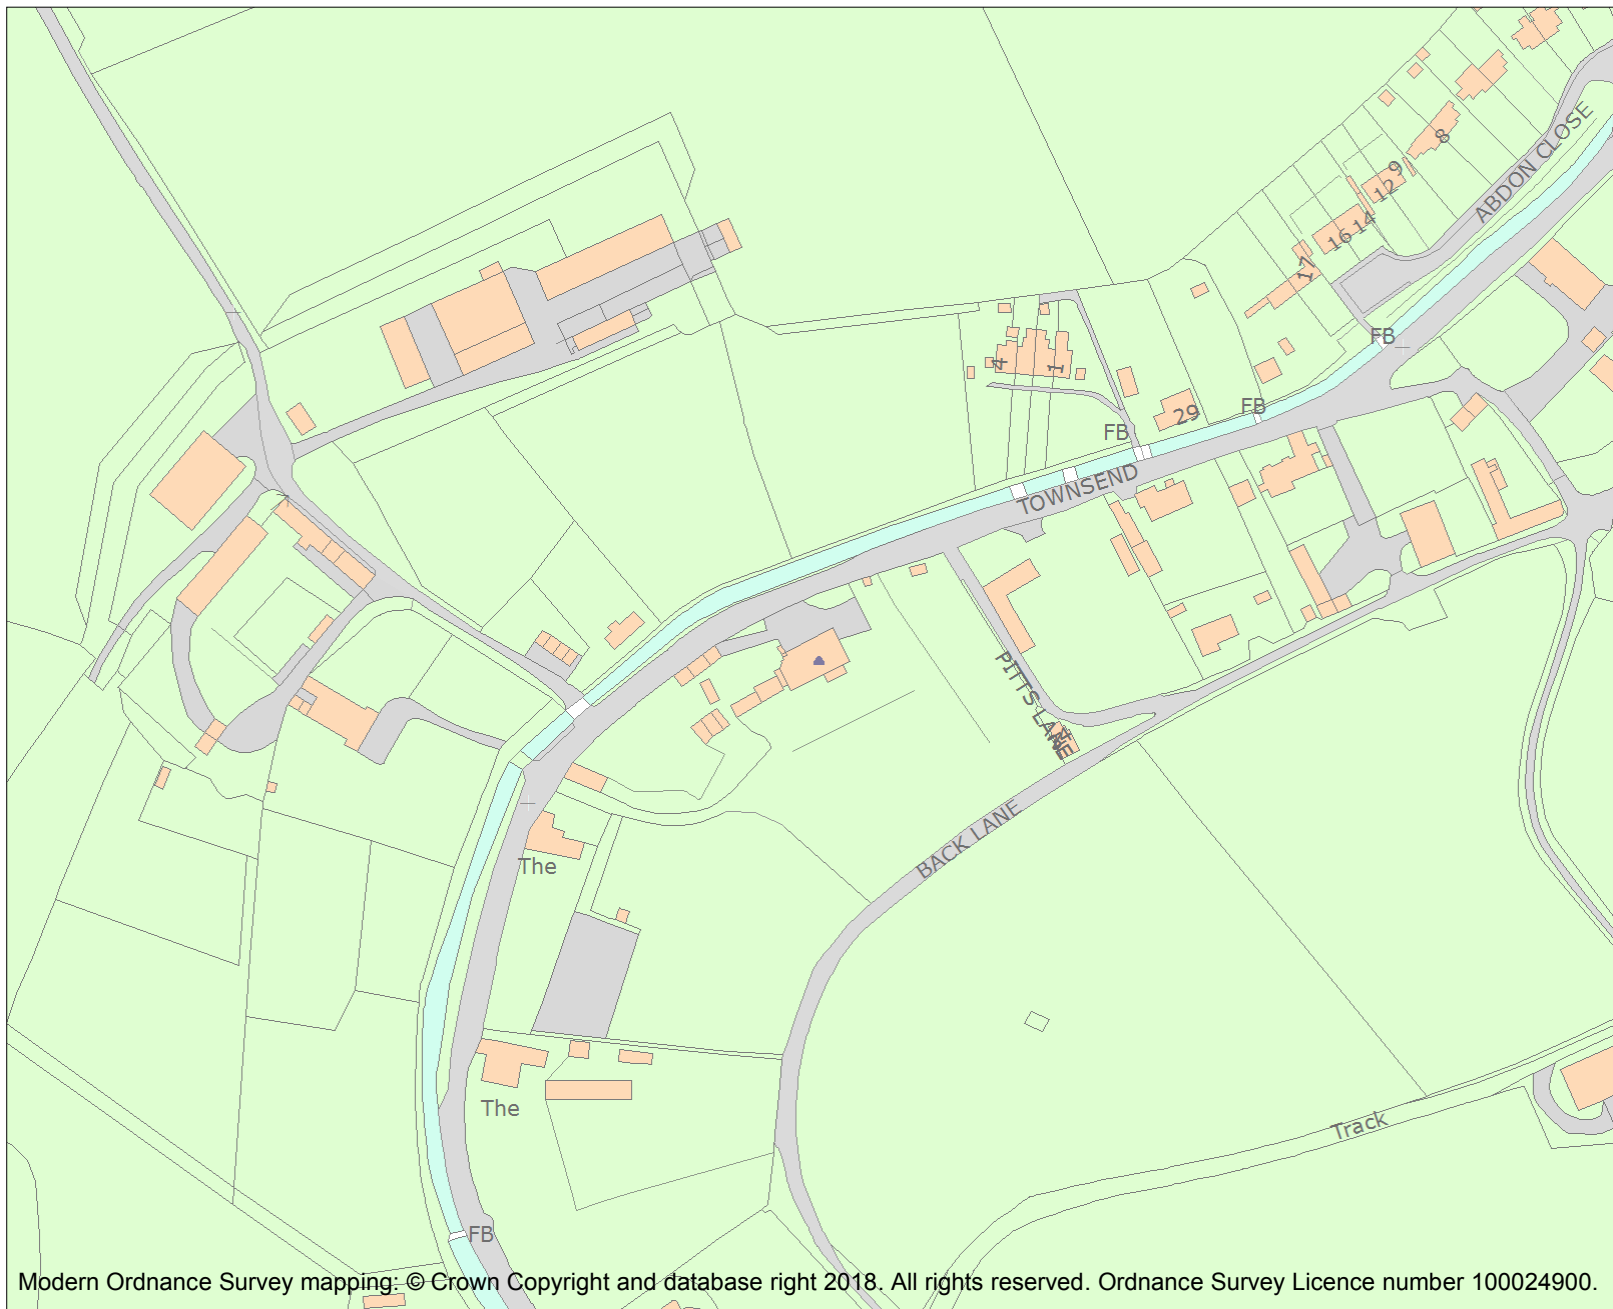 8
ABDON CLOSE
9
12
14
16
17
FB
4
1
29
FB
FB
TOWNSEND
PITTS LANE
BACK LANE
The
The
Track
FB
Modern Ordnance Survey mapping: © Crown Copyright and database right 2018. All rights reserved. Ordnance Survey Licence number 100024900.